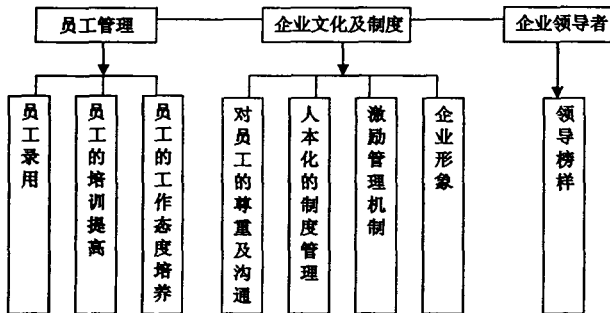 员工管理
企业文化及制度
企业领导者
员工录用
员工的培训提高
员工的工作态度培养
对员工的尊重及沟通
人本化的制度管理
激励管理机制
企业形象
领导榜样